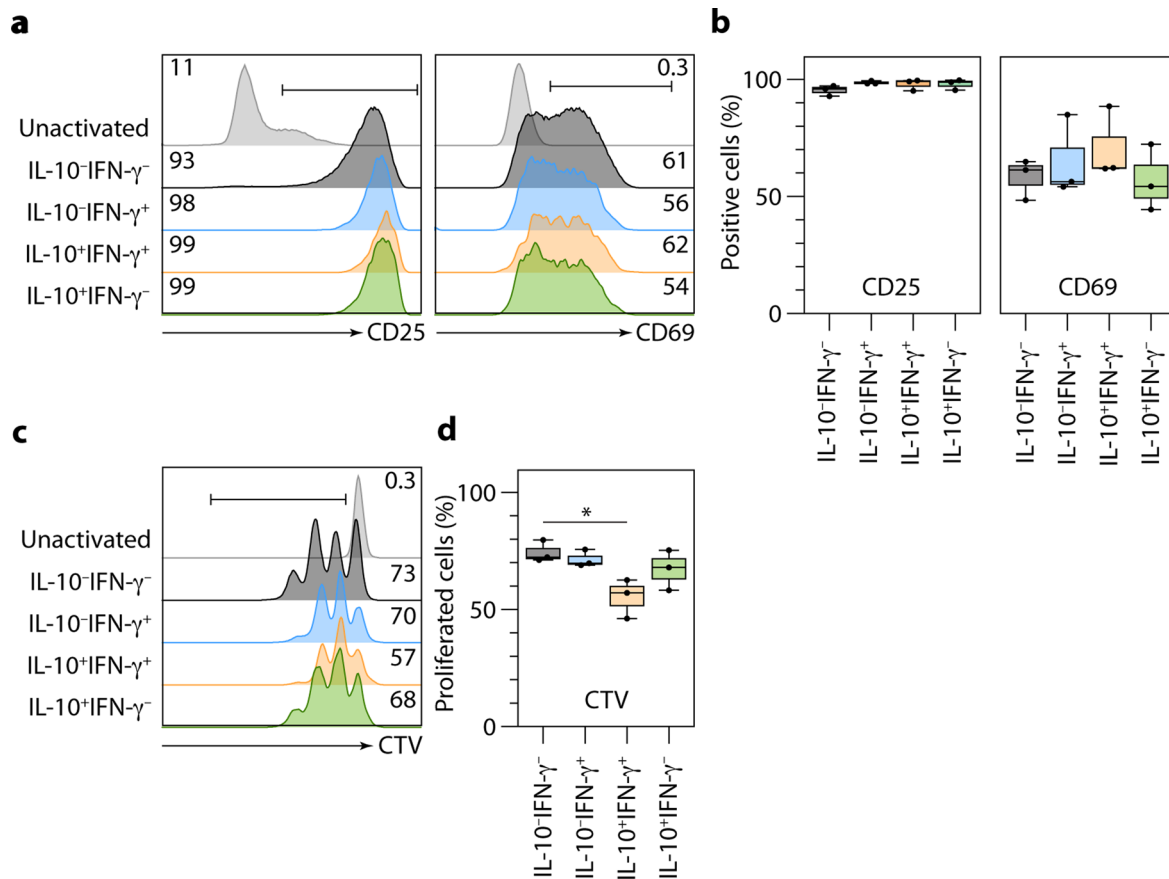 a
11
0.3
Unactivated
IL-10⁻IFN-γ⁻
93
61
IL-10⁻IFN-γ⁺
98
56
IL-10⁺IFN-γ⁺
99
62
IL-10⁺IFN-γ⁻
99
54
CD25
CD69
b
Positive cells (%)
100
50
0
CD25
CD69
IL-10⁻IFN-γ⁻
IL-10⁻IFN-γ⁺
IL-10⁺IFN-γ⁺
IL-10⁺IFN-γ⁻
IL-10⁻IFN-γ⁻
IL-10⁻IFN-γ⁺
IL-10⁺IFN-γ⁺
IL-10⁺IFN-γ⁻
c
0.3
Unactivated
IL-10⁻IFN-γ⁻
73
IL-10⁻IFN-γ⁺
70
IL-10⁺IFN-γ⁺
57
IL-10⁺IFN-γ⁻
68
CTV
d
Proliferated cells (%)
100
50
0
*
CTV
IL-10⁻IFN-γ⁻
IL-10⁻IFN-γ⁺
IL-10⁺IFN-γ⁺
IL-10⁺IFN-γ⁻